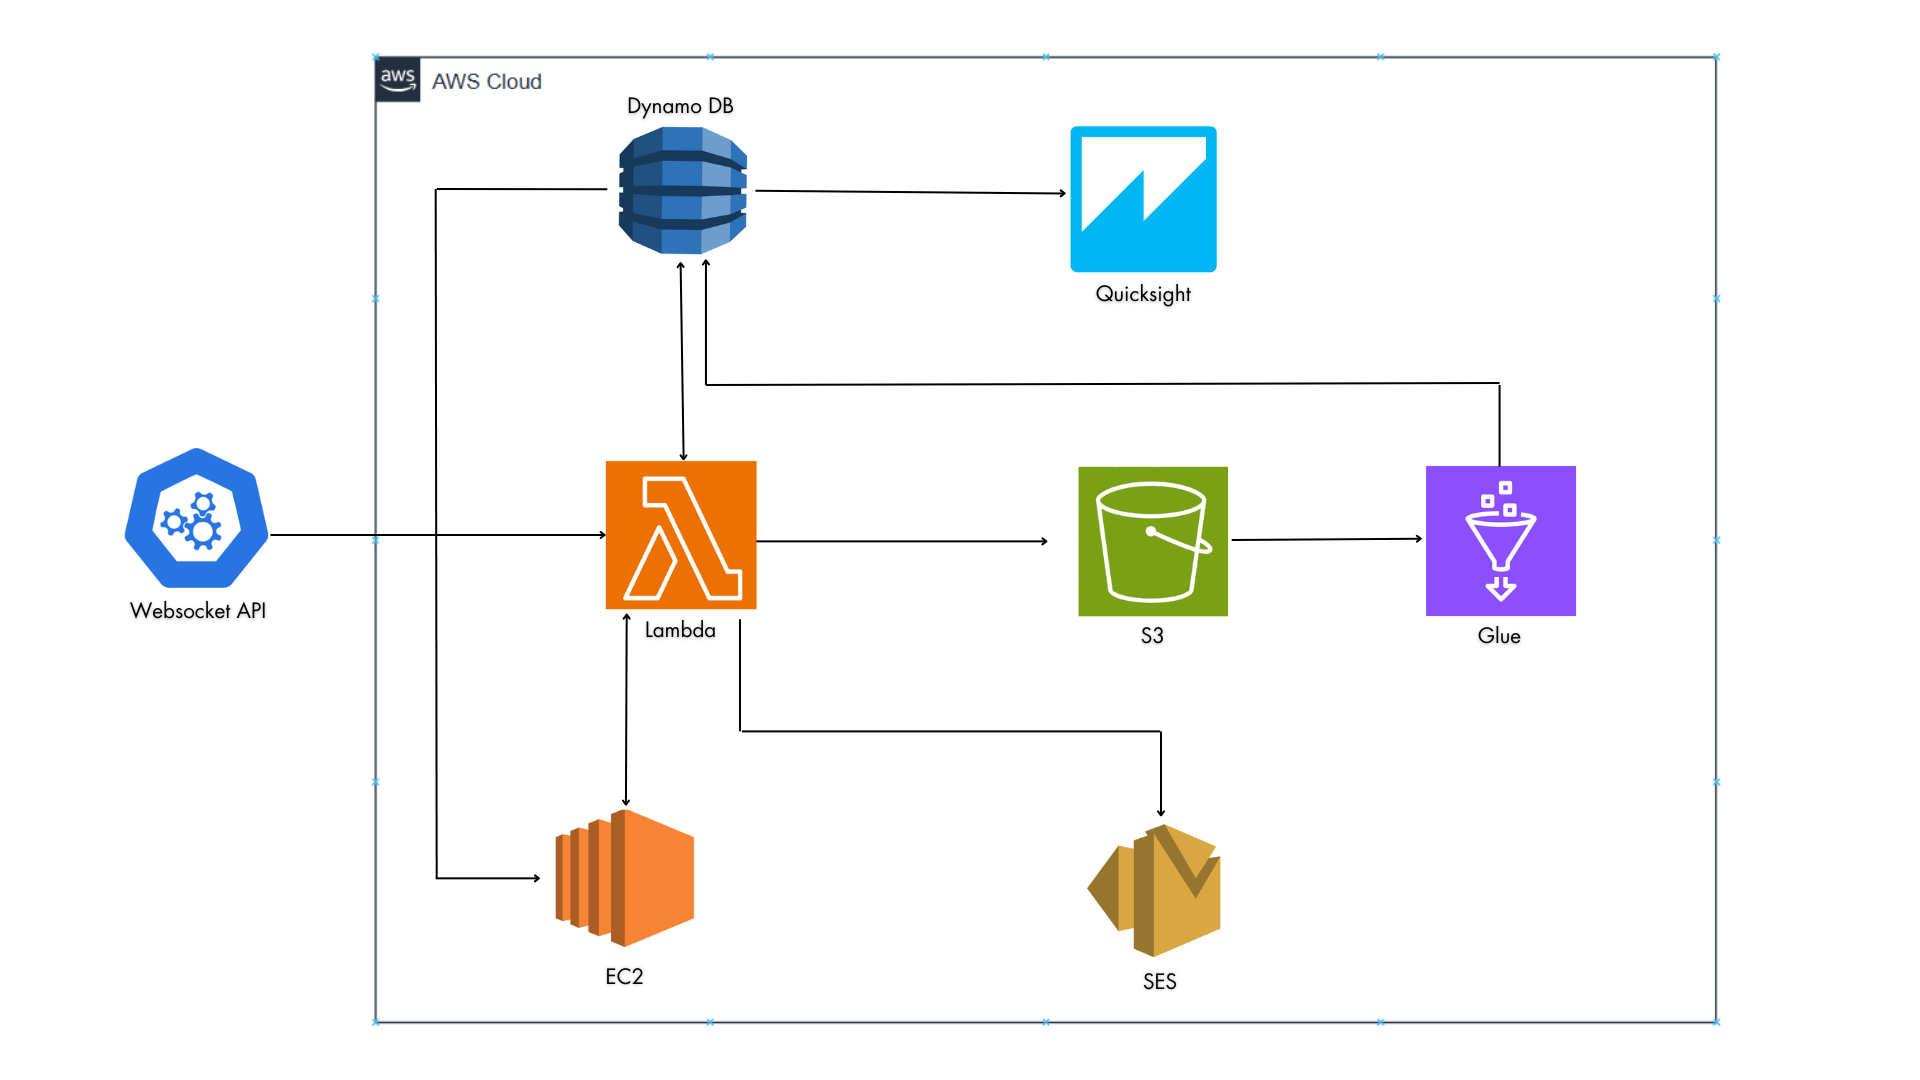 aws
AWS Cloud
Dynamo DB
Quicksight
Websocket API
Lambda
S3
Glue
EC2
SES